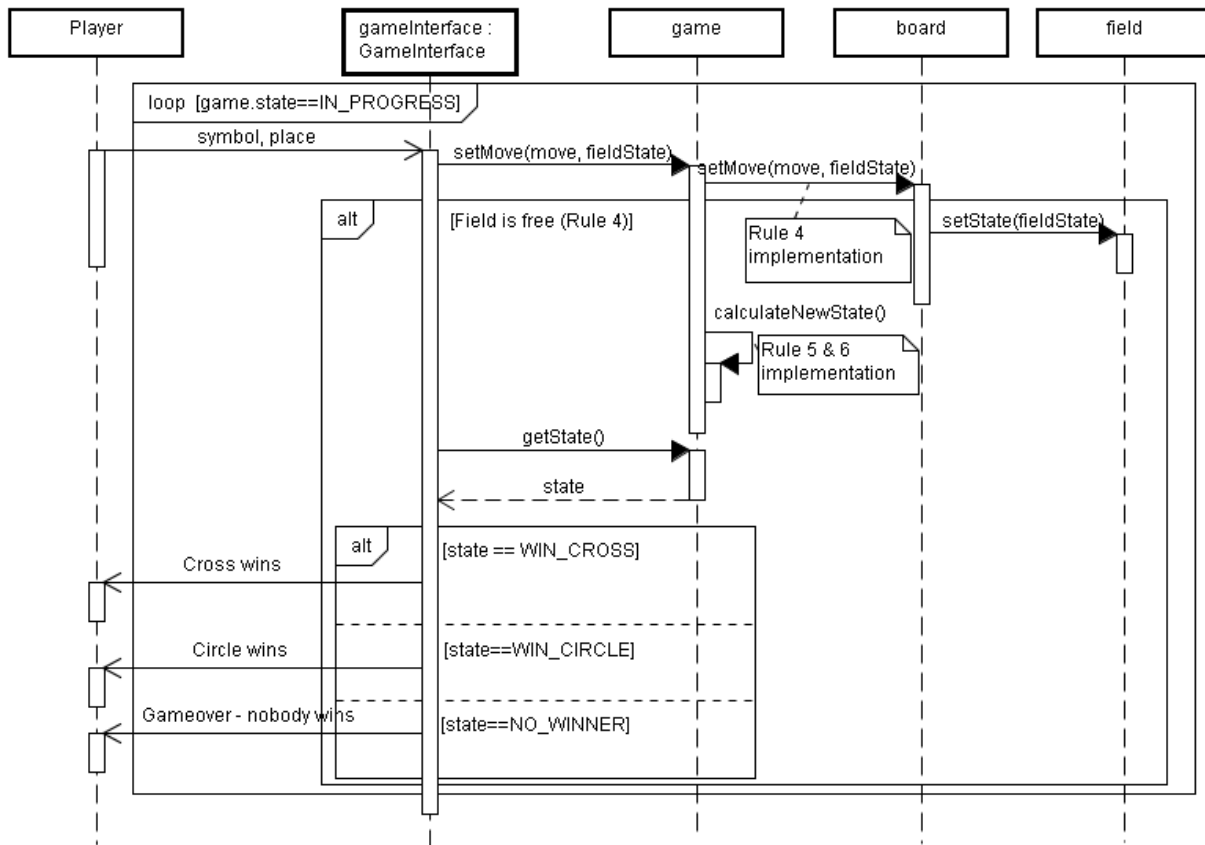 Player
gameInterface :
GameInterface
game
board
field
loop [game.state==IN_PROGRESS]
symbol, place
setMove(move, fieldState)
setMove(move, fieldState)
alt
[Field is free (Rule 4)]
setState(fieldState)
Rule 4
implementation
calculateNewState()
Rule 5 & 6
implementation
getState()
state
alt
[state == WIN_CROSS]
Cross wins
Circle wins
[state==WIN_CIRCLE]
Gameover - nobody wins
[state==NO_WINNER]